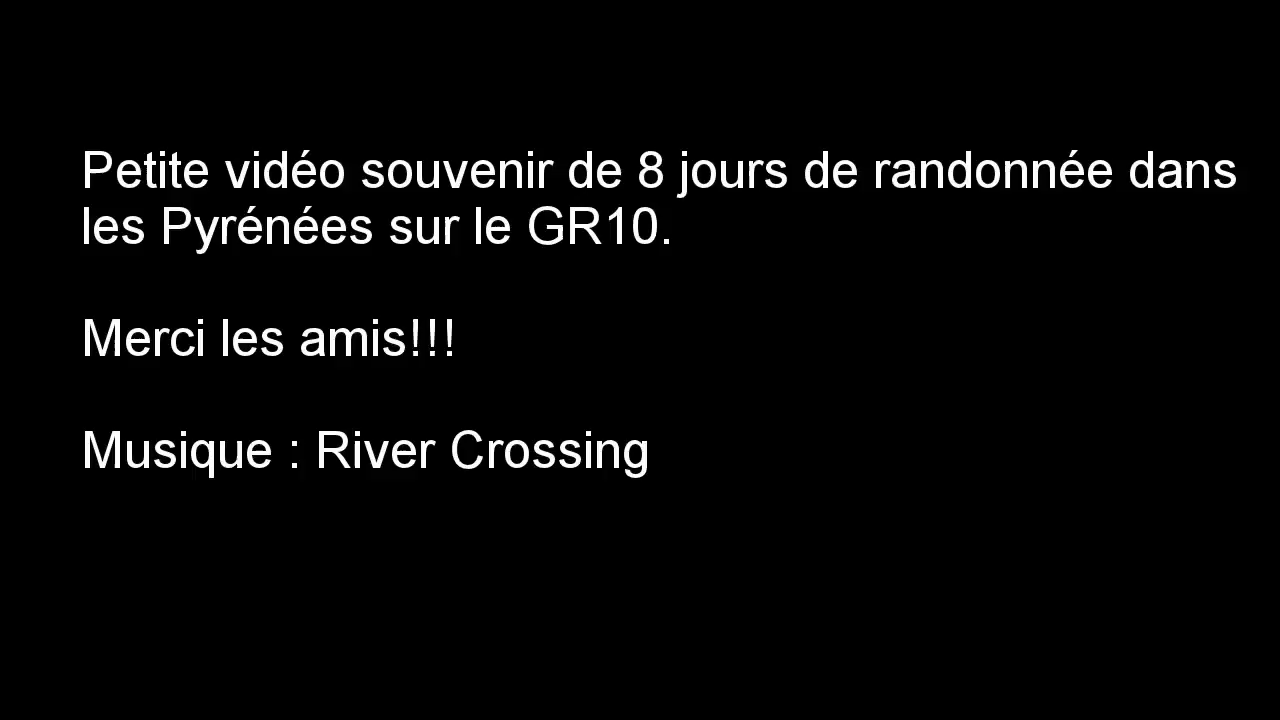 Petite vidéo souvenir de 8 jours de randonnée dans
les Pyrénées sur le GR10.
Merci les amis!!!
Musique : River Crossing